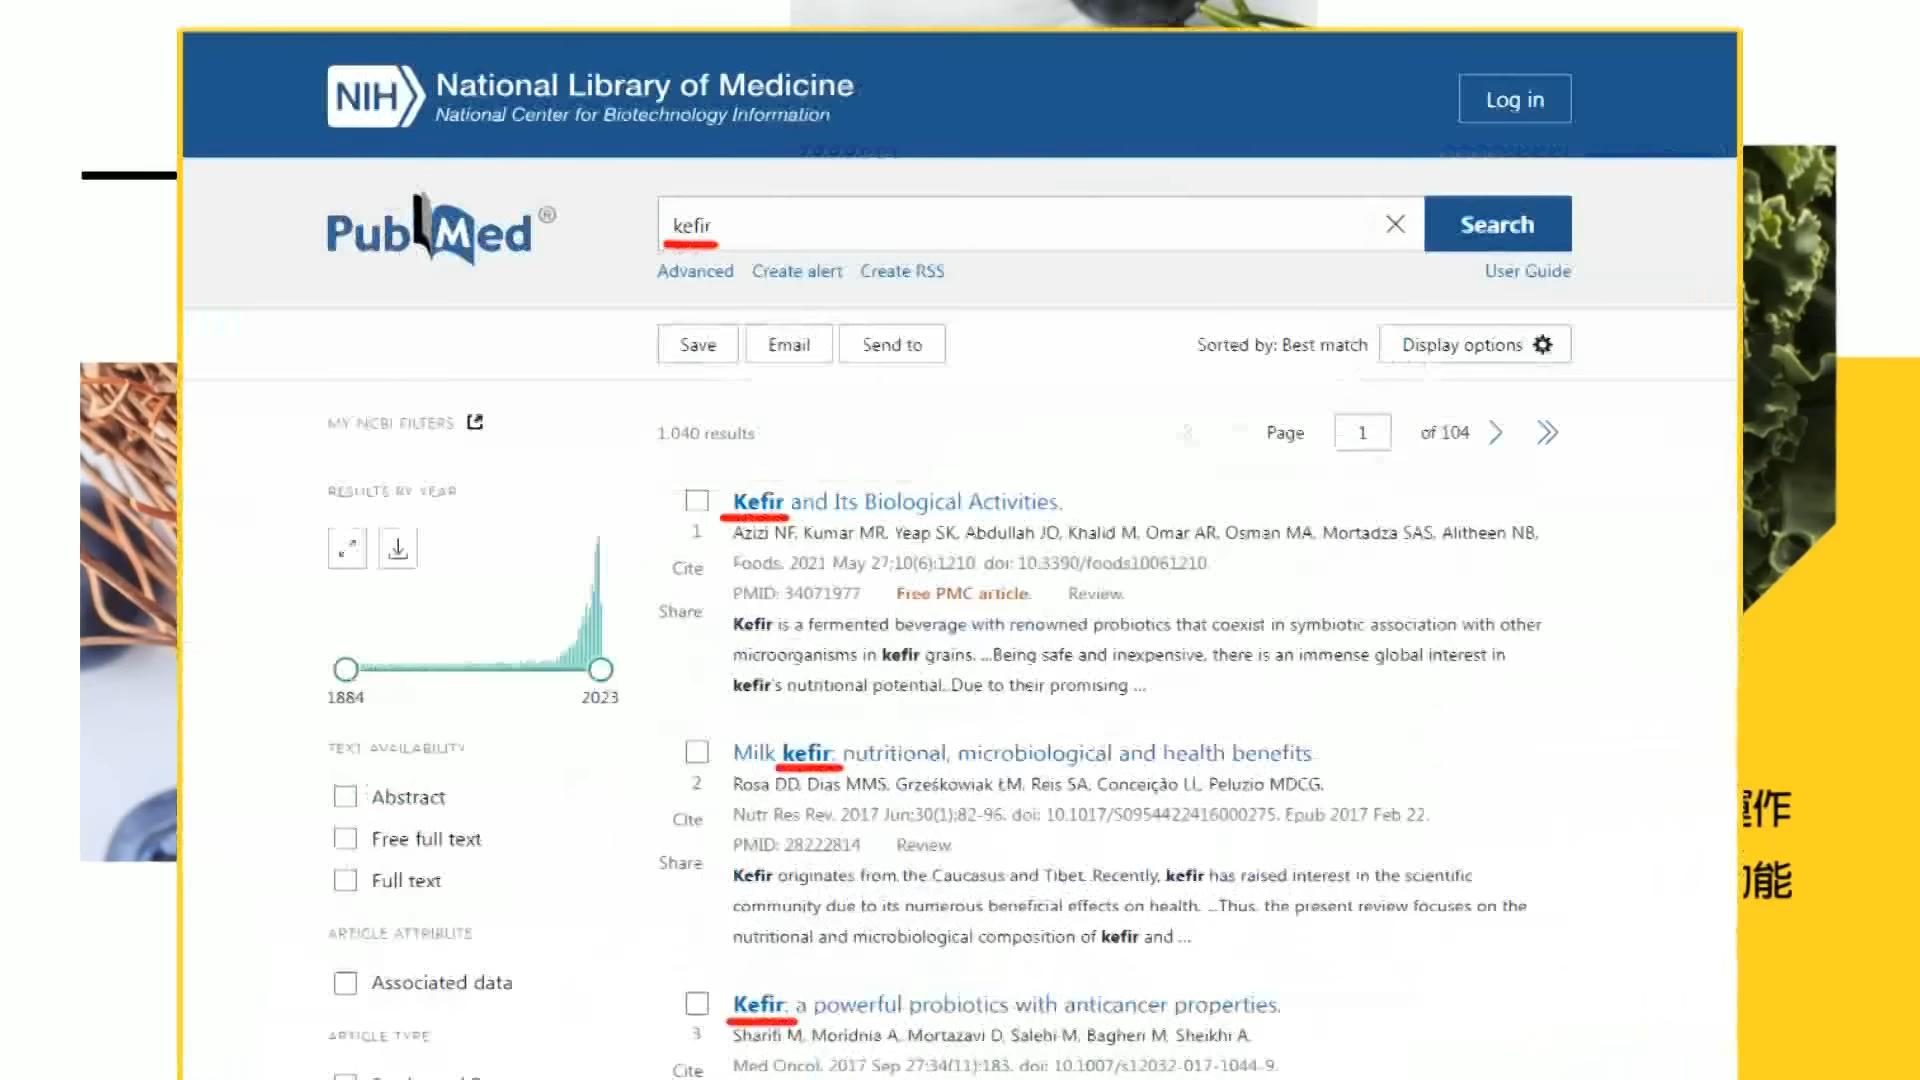 NIH National Library of Medicine
National Center for Biotechnology Information
Log in
PubMed®
kefir
Search
Advanced Create alert Create RSS
User Guide
Save Email Send to
Sorted by: Best match Display options
MY NCBI FILTERS
1,040 results
Page 1 of 104
RESULTS BY YEAR
1884 2023
TEXT AVAILABILITY
Abstract
Free full text
Full text
ARTICLE ATTRIBUTE
Associated data
ARTICLE TYPE
Kefir and Its Biological Activities.
1
Azizi NF, Kumar MR, Yeap SK, Abdullah JO, Khalid M, Omar AR, Osman MA, Mortadza SAS, Alitheen NB.
Cite
Foods. 2021 May 27;10(6):1210. doi: 10.3390/foods10061210.
PMID: 34071977 Free PMC article. Review.
Share
Kefir is a fermented beverage with renowned probiotics that coexist in symbiotic association with other
microorganisms in kefir grains. ...Being safe and inexpensive, there is an immense global interest in
kefir's nutritional potential. Due to their promising ...
Milk kefir: nutritional, microbiological and health benefits.
2
Rosa DD, Dias MMS, Grześkowiak ŁM, Reis SA, Conceição LL, Peluzio MDCG.
Cite
Nutr Res Rev. 2017 Jun;30(1):82-96. doi: 10.1017/S0954422416000275. Epub 2017 Feb 22.
PMID: 28222814 Review.
Share
Kefir originates from the Caucasus and Tibet. Recently, kefir has raised interest in the scientific
community due to its numerous beneficial effects on health. ...Thus, the present review focuses on the
nutritional and microbiological composition of kefir and ...
Kefir: a powerful probiotics with anticancer properties.
3
Sharifi M, Moridnia A, Mortazavi D, Salehi M, Bagheri M, Sheikhi A.
Cite
Med Oncol. 2017 Sep 27;34(11):183. doi: 10.1007/s12032-017-1044-9.
作
能